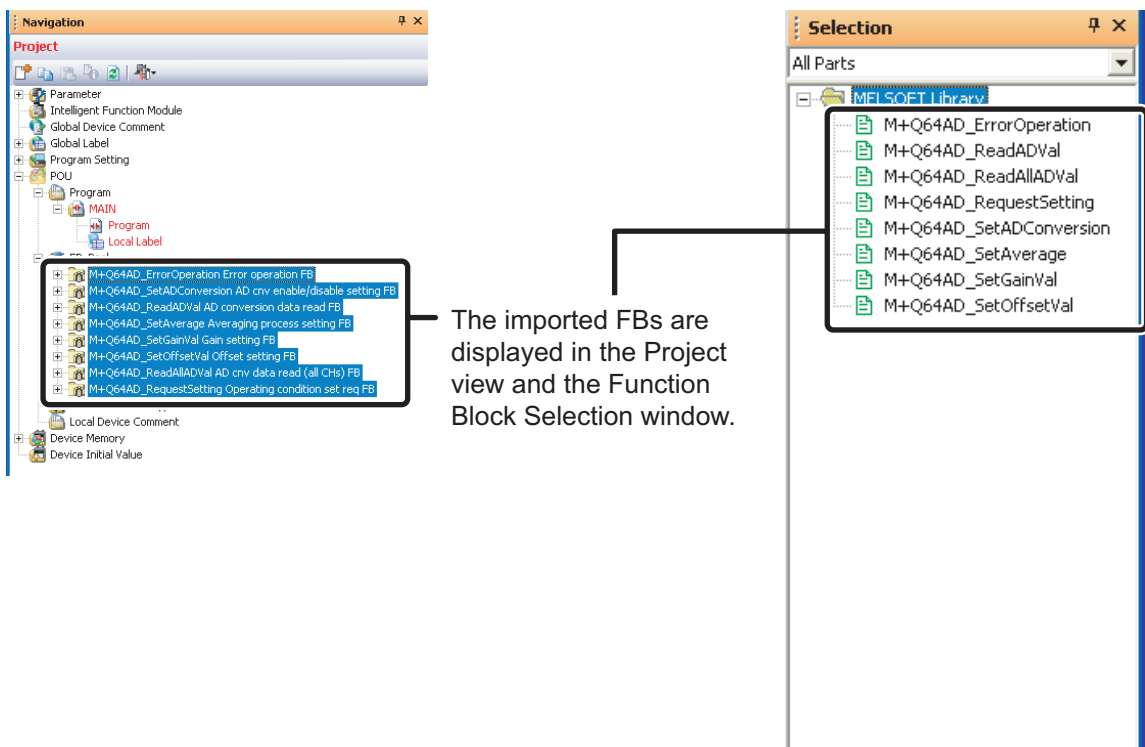 Navigation
Project
Parameter
Intelligent Function Module
Global Device Comment
Global Label
Program Setting
POU
Program
MAIN
Program
Local Label
M+Q64AD_ErrorOperation Error operation FB
M+Q64AD_SetADConversion AD cnv enable/disable setting FB
M+Q64AD_ReadADVal AD conversion data read FB
M+Q64AD_SetAverage Averaging process setting FB
M+Q64AD_SetGainVal Gain setting FB
M+Q64AD_SetOffsetVal Offset setting FB
M+Q64AD_ReadAllADVal AD cnv data read (all CHs) FB
M+Q64AD_RequestSetting Operating condition set req FB
Local Device Comment
Device Memory
Device Initial Value
The imported FBs are
displayed in the Project
view and the Function
Block Selection window.
Selection
All Parts
MELSOFT Library
M+Q64AD_ErrorOperation
M+Q64AD_ReadADVal
M+Q64AD_ReadAllADVal
M+Q64AD_RequestSetting
M+Q64AD_SetADConversion
M+Q64AD_SetAverage
M+Q64AD_SetGainVal
M+Q64AD_SetOffsetVal